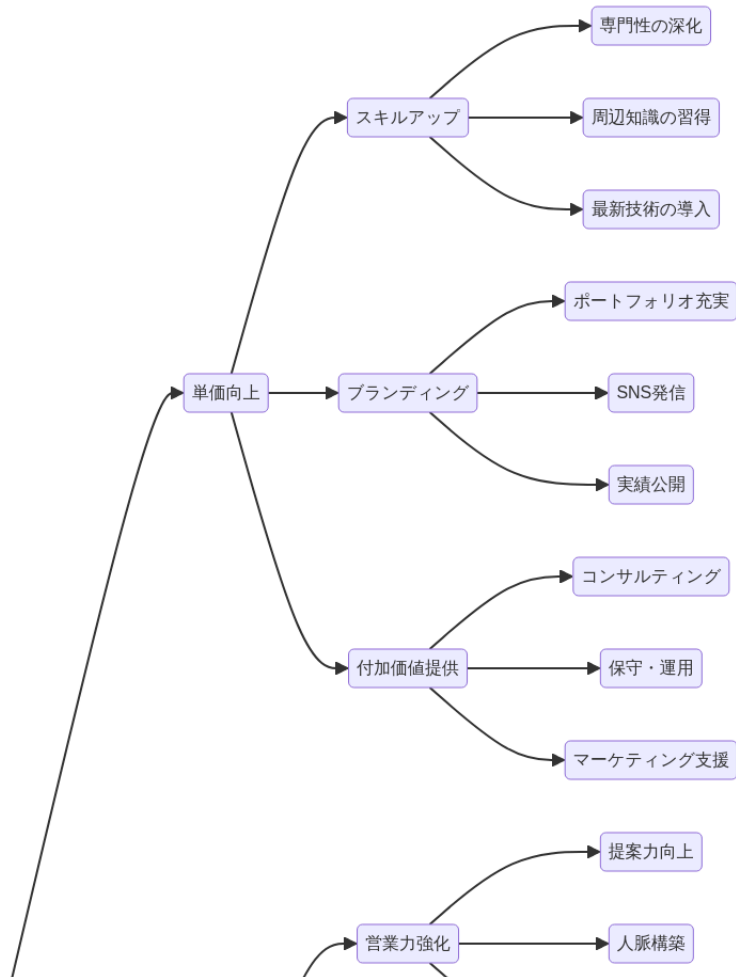 専門性の深化
スキルアップ
周辺知識の習得
最新技術の導入
ポートフォリオ充実
単価向上
ブランディング
SNS発信
実績公開
コンサルティング
付加価値提供
保守・運用
マーケティング支援
提案力向上
営業力強化
人脈構築